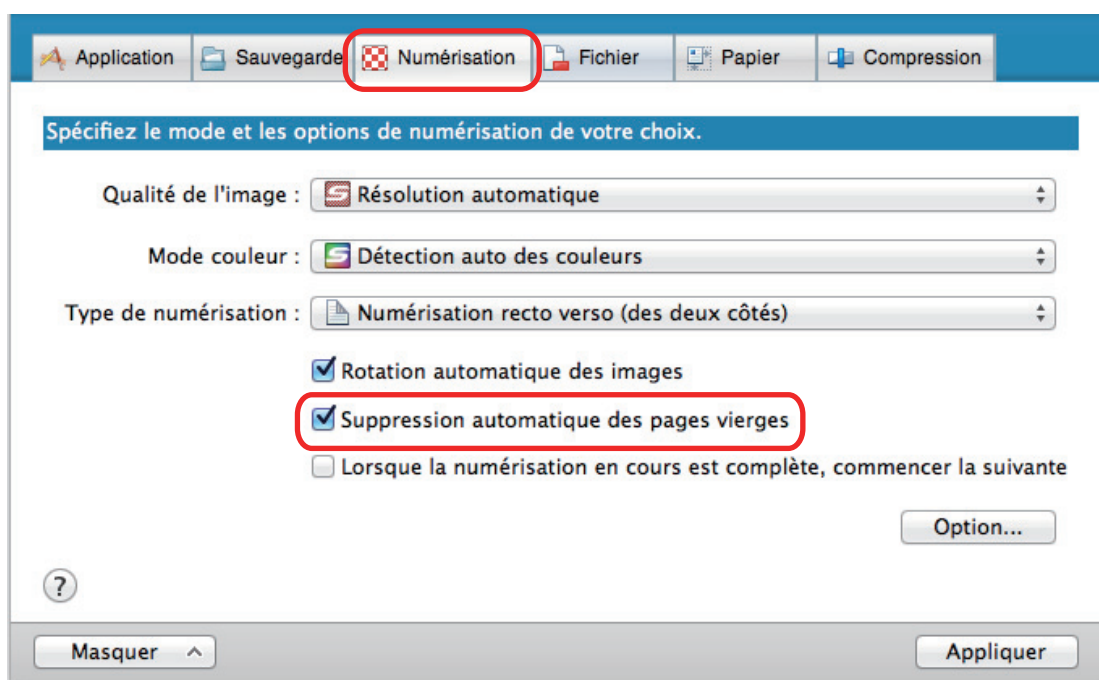 Application Sauvegarde Numérisation Fichier Papier Compression
Spécifiez le mode et les options de numérisation de votre choix.
Qualité de l'image : Résolution automatique
Mode couleur : Détection auto des couleurs
Type de numérisation : Numérisation recto verso (des deux côtés)
Rotation automatique des images
Suppression automatique des pages vierges
Lorsque la numérisation en cours est complète, commencer la suivante
Option...
?
Masquer Appliquer